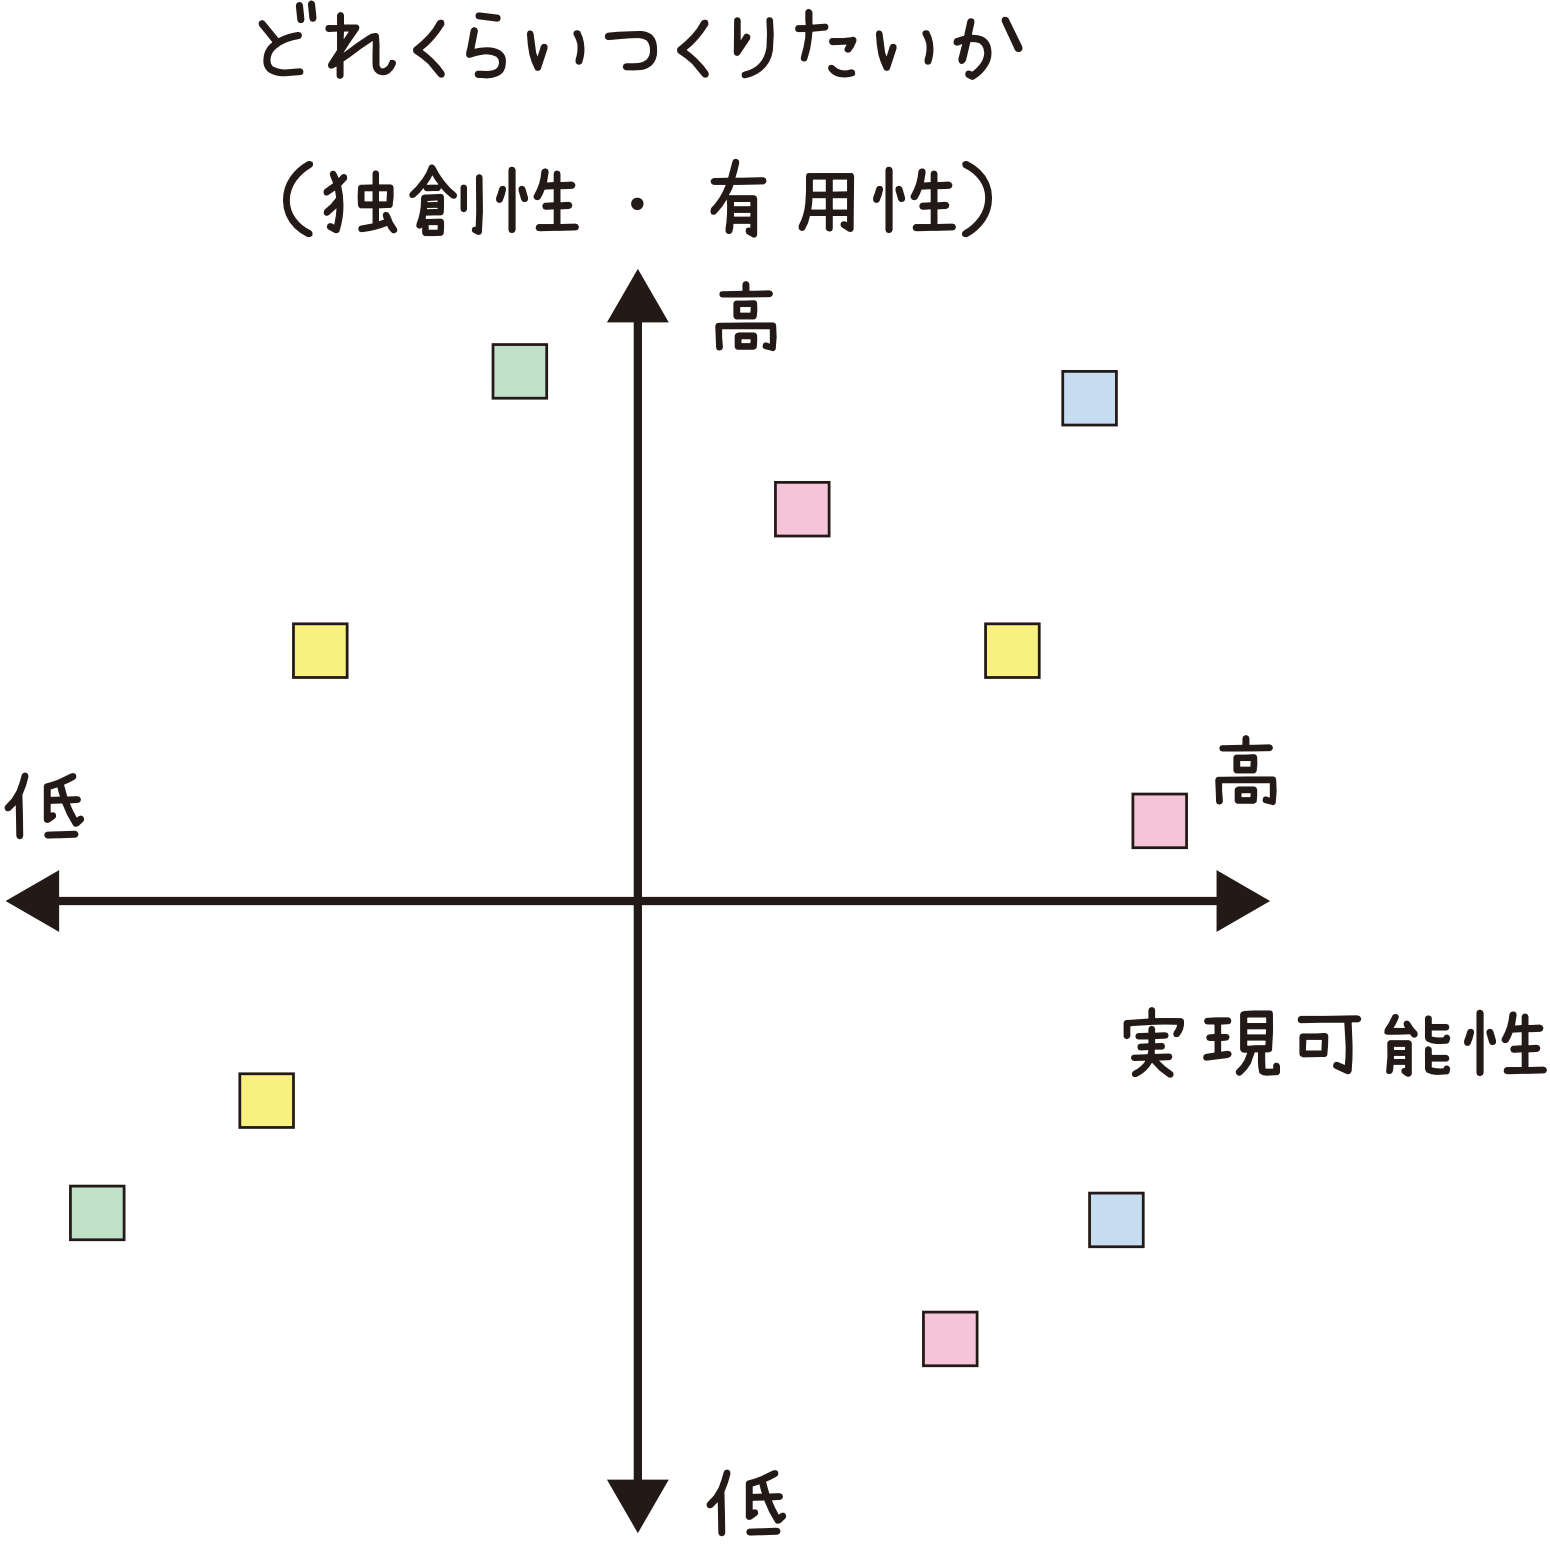 どれくらいつくりたいか
(独創性・有用性)
高
高
低
実現可能性
低